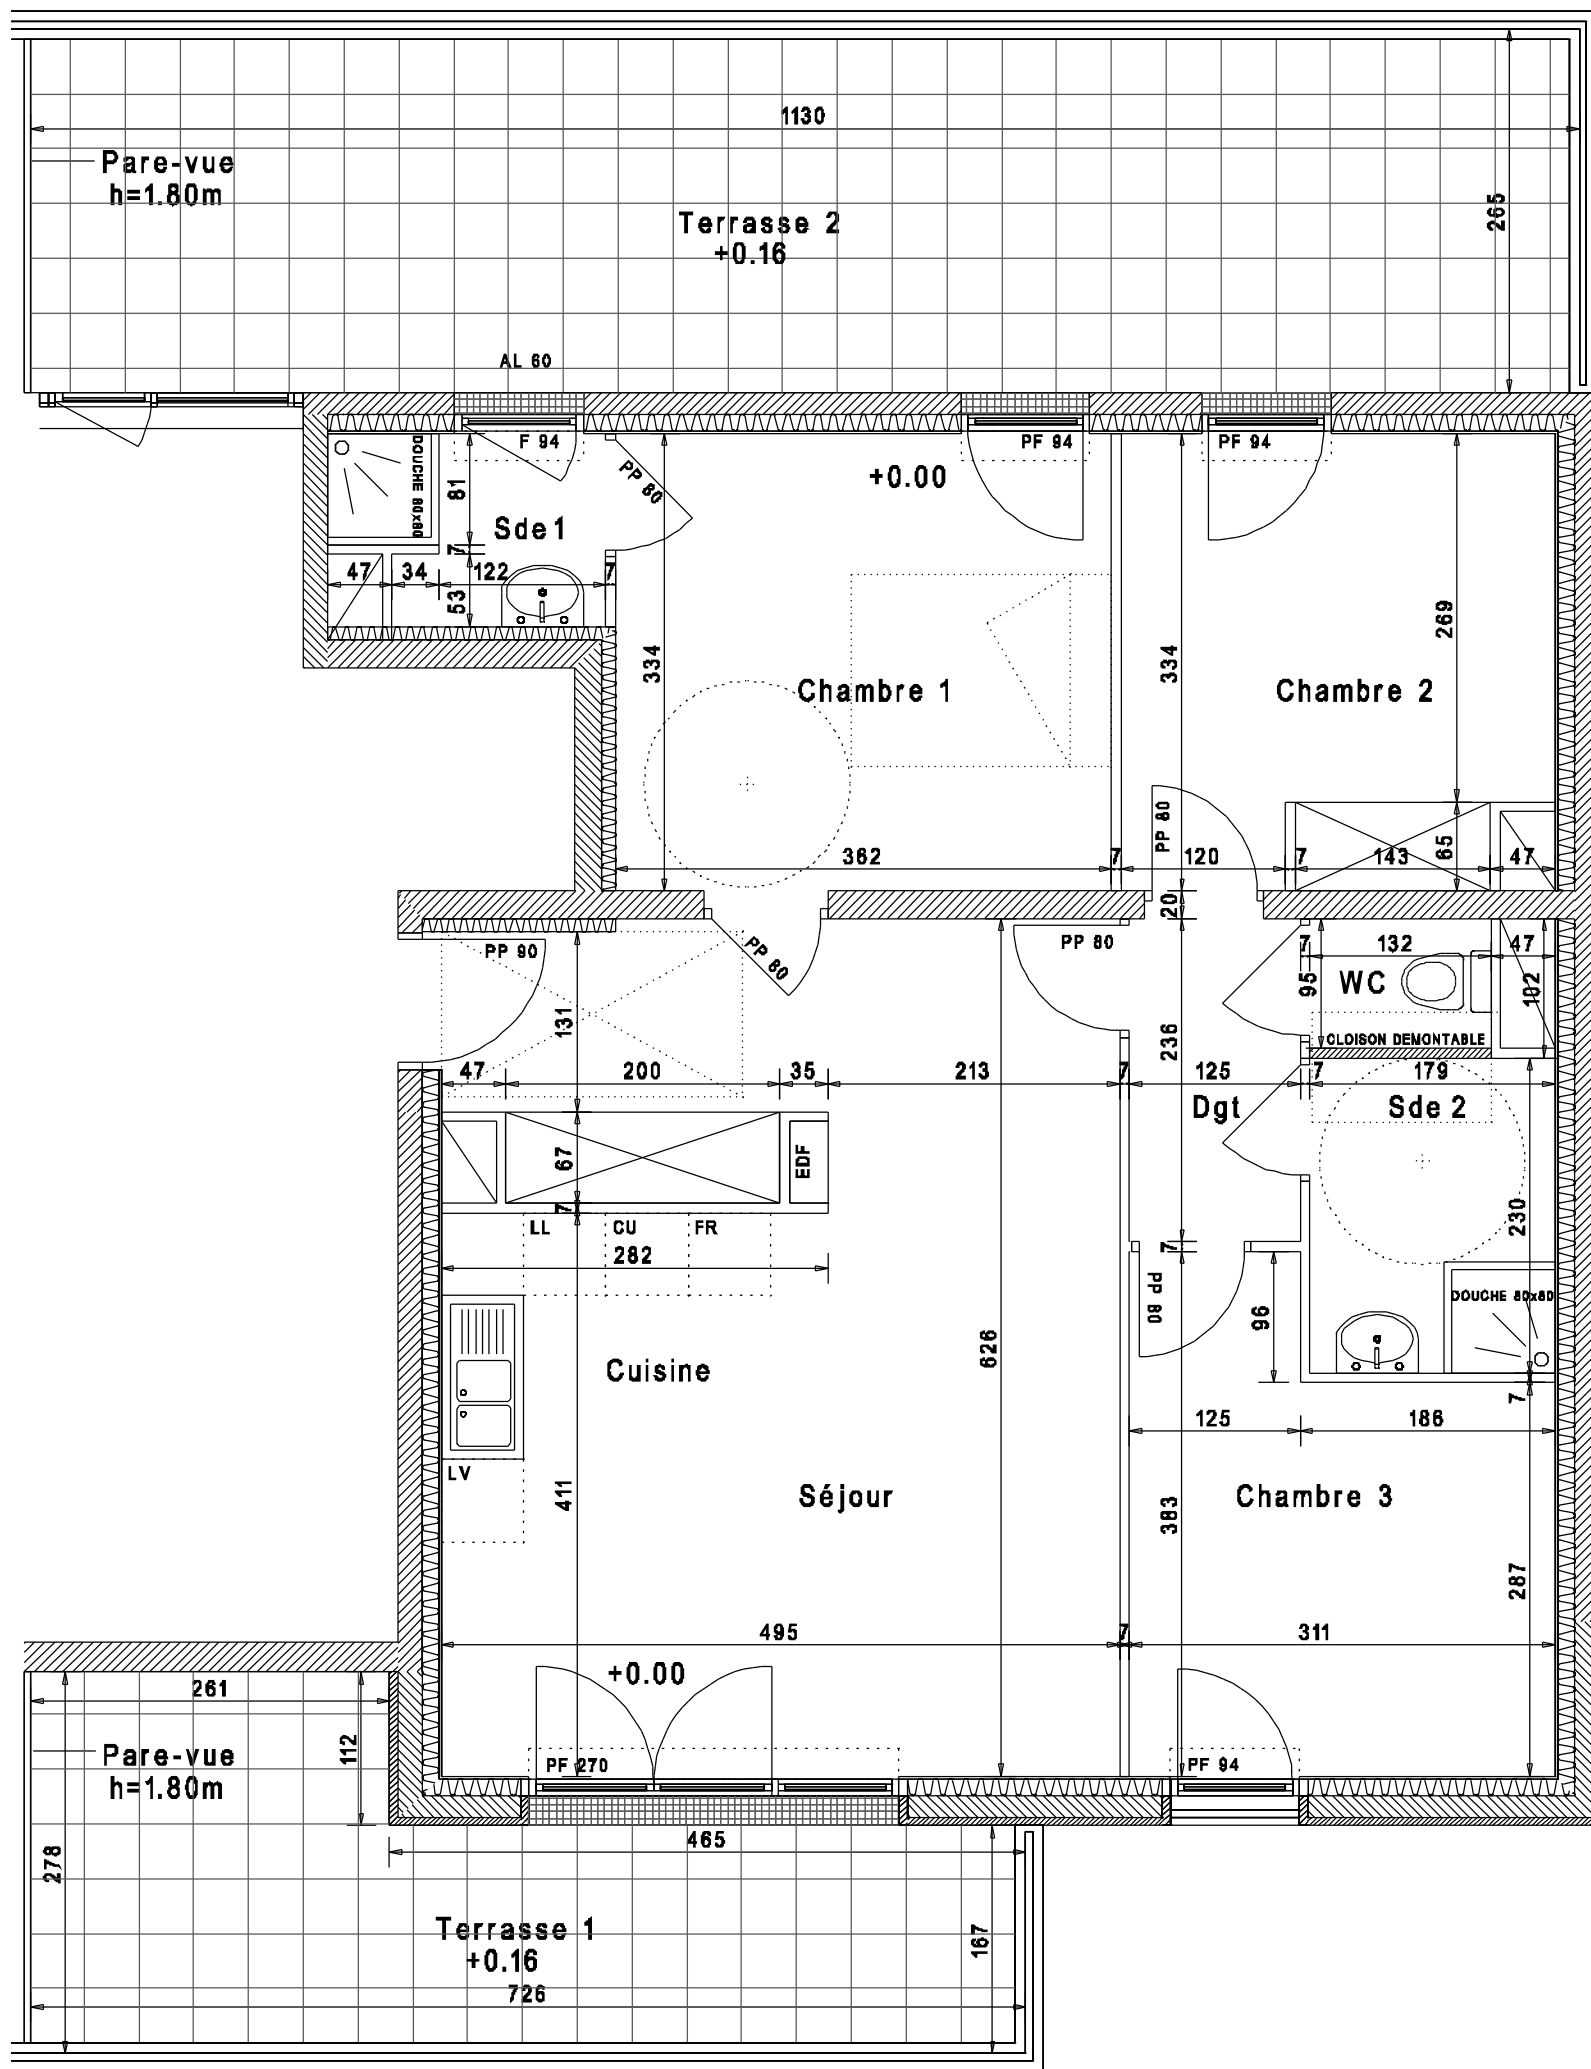 1130
Pare-vue
h=1.80m
265
Terrasse 2
+0.16
AL 60
F 94
PF 94
PF 94
DOUCHE 80x80
PP 80
+0.00
81
Sde 1
7
47
34
122
7
53
334
334
269
Chambre 1
Chambre 2
PP 80
362
7
120
7
143
65
47
20
PP 90
PP 80
PP 80
7
132
47
95
WC
102
131
236
CLOISON DEMONTABLE
47
200
35
213
7
125
7
179
Dgt
Sde 2
67
EDF
7
LL
CU
FR
282
230
7
PP 80
96
DOUCHE 80x80
626
Cuisine
7
125
186
LV
411
Séjour
383
Chambre 3
287
495
7
311
+0.00
261
112
Pare-vue
h=1.80m
PF 270
PF 94
465
278
Terrasse 1
+0.16
167
726